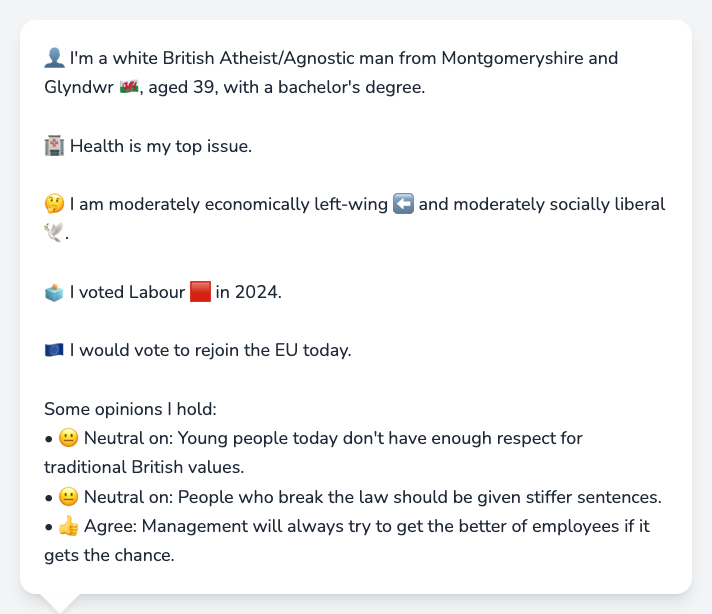 👤 I'm a white British Atheist/Agnostic man from Montgomeryshire and
Glyndwr 🏴󠁧󠁢󠁷󠁬󠁳󠁿, aged 39, with a bachelor's degree.
🏥 Health is my top issue.
🤔 I am moderately economically left-wing ⬅️ and moderately socially liberal
🕊️.
🗳️ I voted Labour 🟥 in 2024.
🇪🇺 I would vote to rejoin the EU today.
Some opinions I hold:
• 😐 Neutral on: Young people today don't have enough respect for
traditional British values.
• 😐 Neutral on: People who break the law should be given stiffer sentences.
• 👍 Agree: Management will always try to get the better of employees if it
gets the chance.